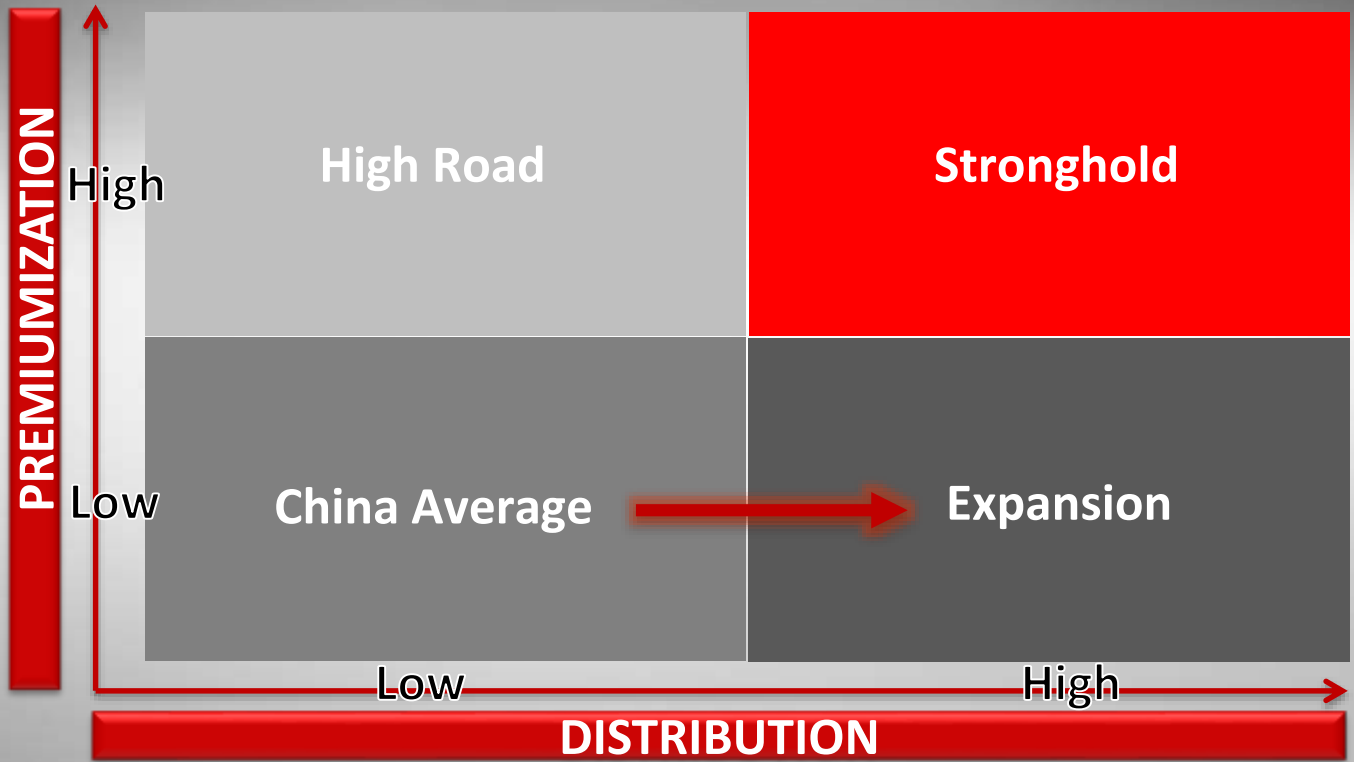 PREMIUMIZATION
High
High Road
Stronghold
Low
China Average
Expansion
Low
High
DISTRIBUTION